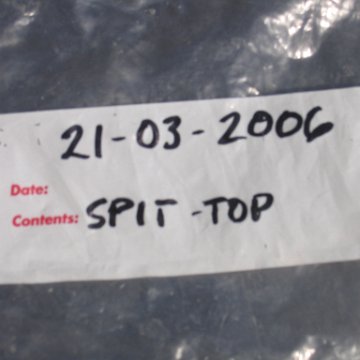 21-03-2006
Date:
Contents: SPIT-TOP